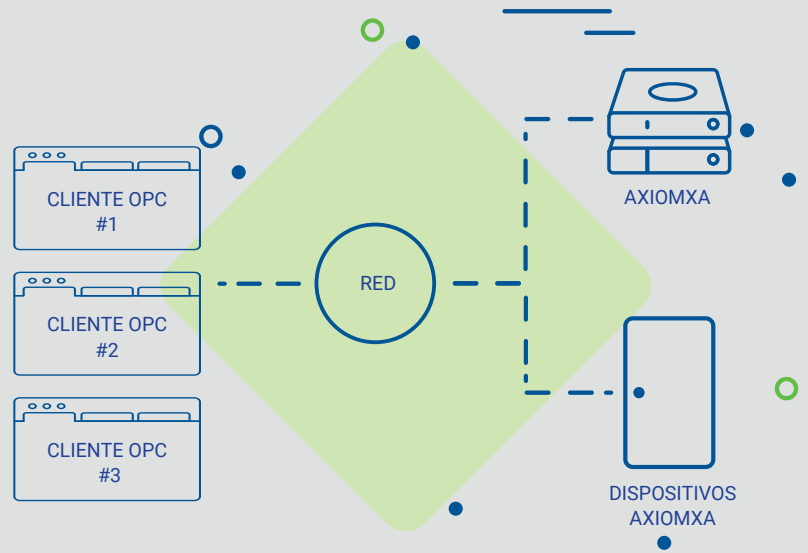 CLIENTE OPC
#1
CLIENTE OPC
#2
CLIENTE OPC
#3
RED
AXIOMXA
DISPOSITIVOS
AXIOMXA